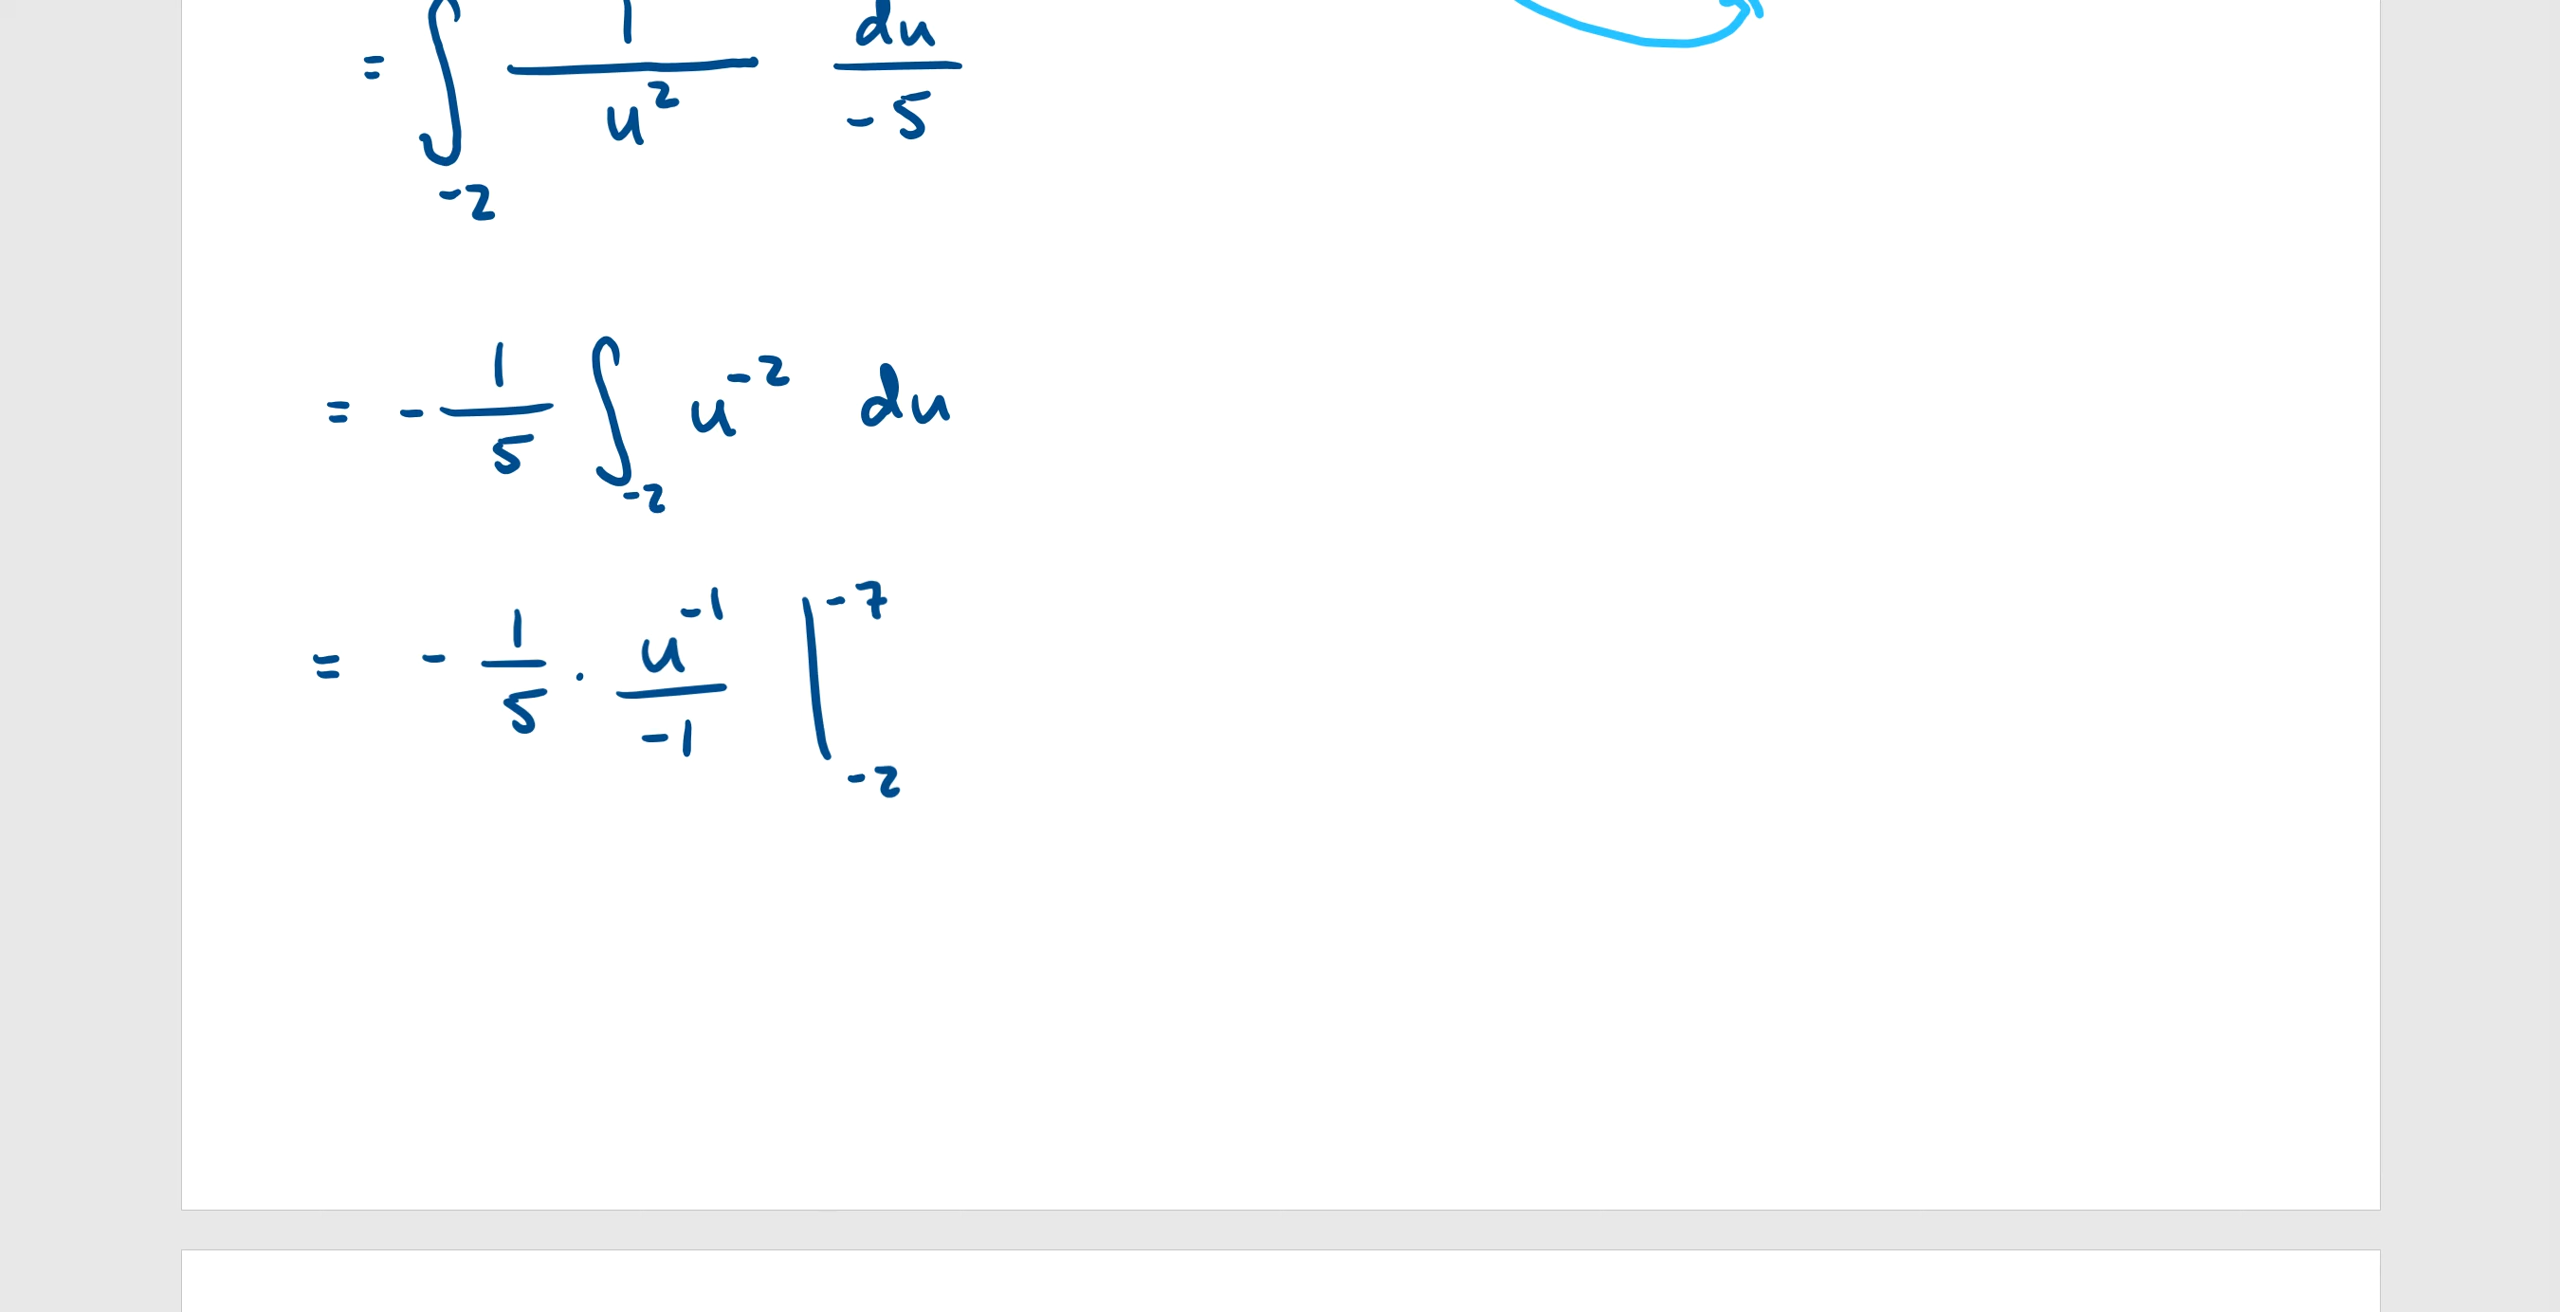 = ∫_{-2} 1/u² du/-5
= - 1/5 ∫_{-2} u⁻² du
= - 1/5 · u⁻¹/-1 |_{-2}^{-7}